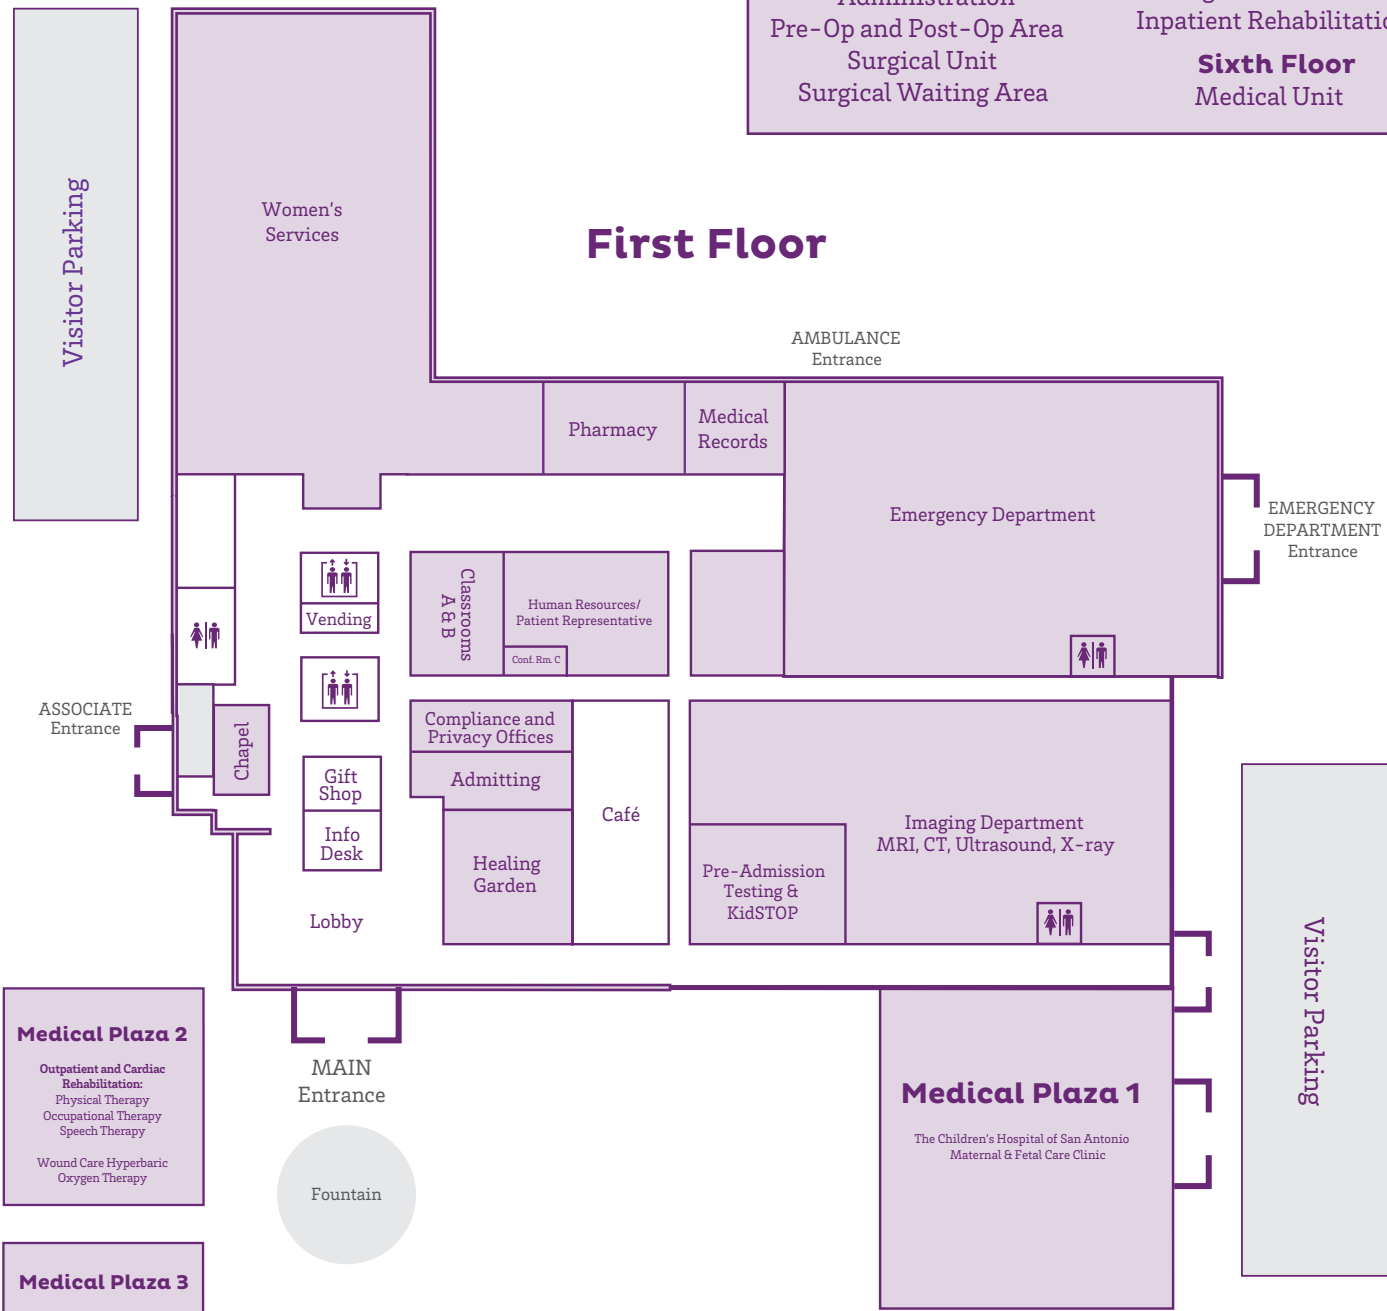 Administration
Pre-Op and Post-Op Area
Surgical Unit
Surgical Waiting Area
Inpatient Rehabilitation
Sixth Floor
Medical Unit
Visitor Parking
Women's
Services
First Floor
AMBULANCE
Entrance
Pharmacy
Medical
Records
Emergency Department
EMERGENCY
DEPARTMENT
Entrance
Vending
Classrooms
A & B
Human Resources/
Patient Representative
Conf. Rm. C
ASSOCIATE
Entrance
Chapel
Gift
Shop
Info
Desk
Lobby
Compliance and
Privacy Offices
Admitting
Healing
Garden
Café
Imaging Department
MRI, CT, Ultrasound, X-ray
Pre-Admission
Testing &
KidSTOP
Visitor Parking
MAIN
Entrance
Fountain
Medical Plaza 1
The Children's Hospital of San Antonio
Maternal & Fetal Care Clinic
Medical Plaza 2
Outpatient and Cardiac
Rehabilitation:
Physical Therapy
Occupational Therapy
Speech Therapy
Wound Care Hyperbaric
Oxygen Therapy
Medical Plaza 3